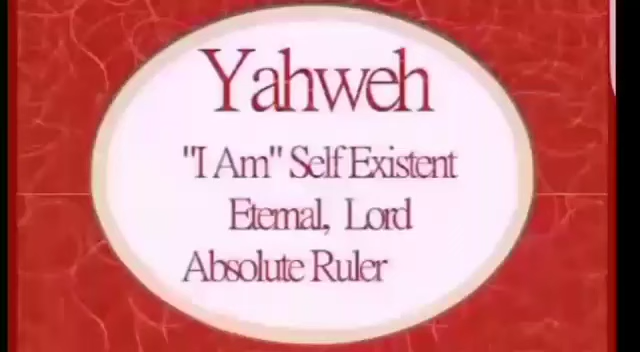 Yahweh
"I Am" Self Existent
Eternal, Lord
Absolute Ruler